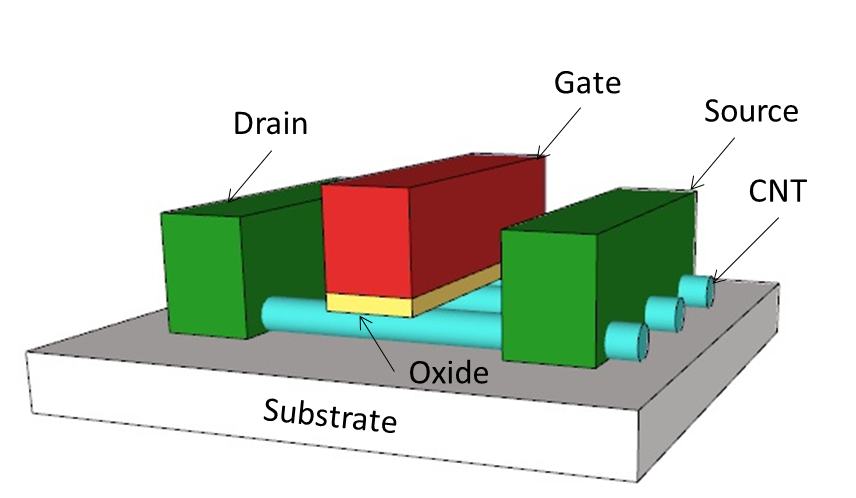 Gate
Source
Drain
CNT
Oxide
Substrate